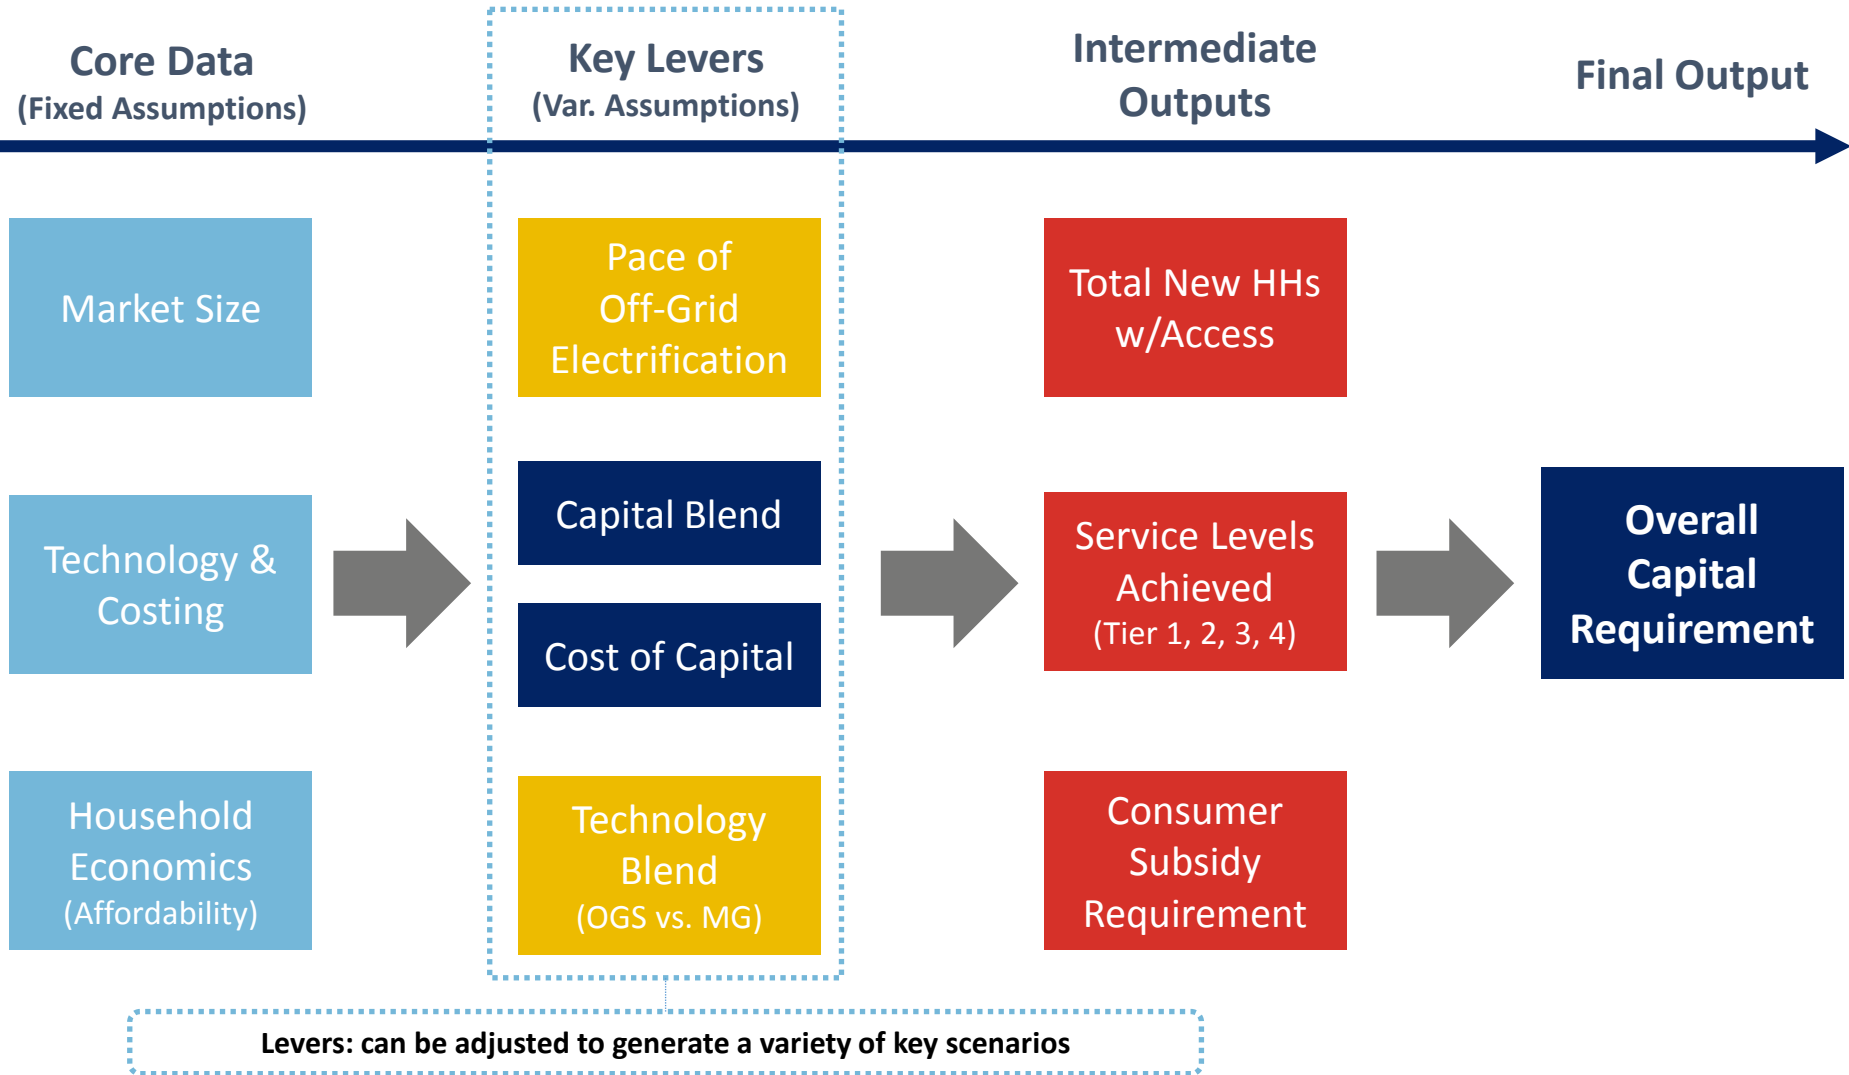 Core Data
(Fixed Assumptions)
Key Levers
(Var. Assumptions)
Intermediate
Outputs
Final Output
Market Size
Technology &
Costing
Household
Economics
(Affordability)
Pace of
Off-Grid
Electrification
Capital Blend
Cost of Capital
Technology
Blend
(OGS vs. MG)
Total New HHs
w/Access
Service Levels
Achieved
(Tier 1, 2, 3, 4)
Consumer
Subsidy
Requirement
Overall
Capital
Requirement
Levers: can be adjusted to generate a variety of key scenarios